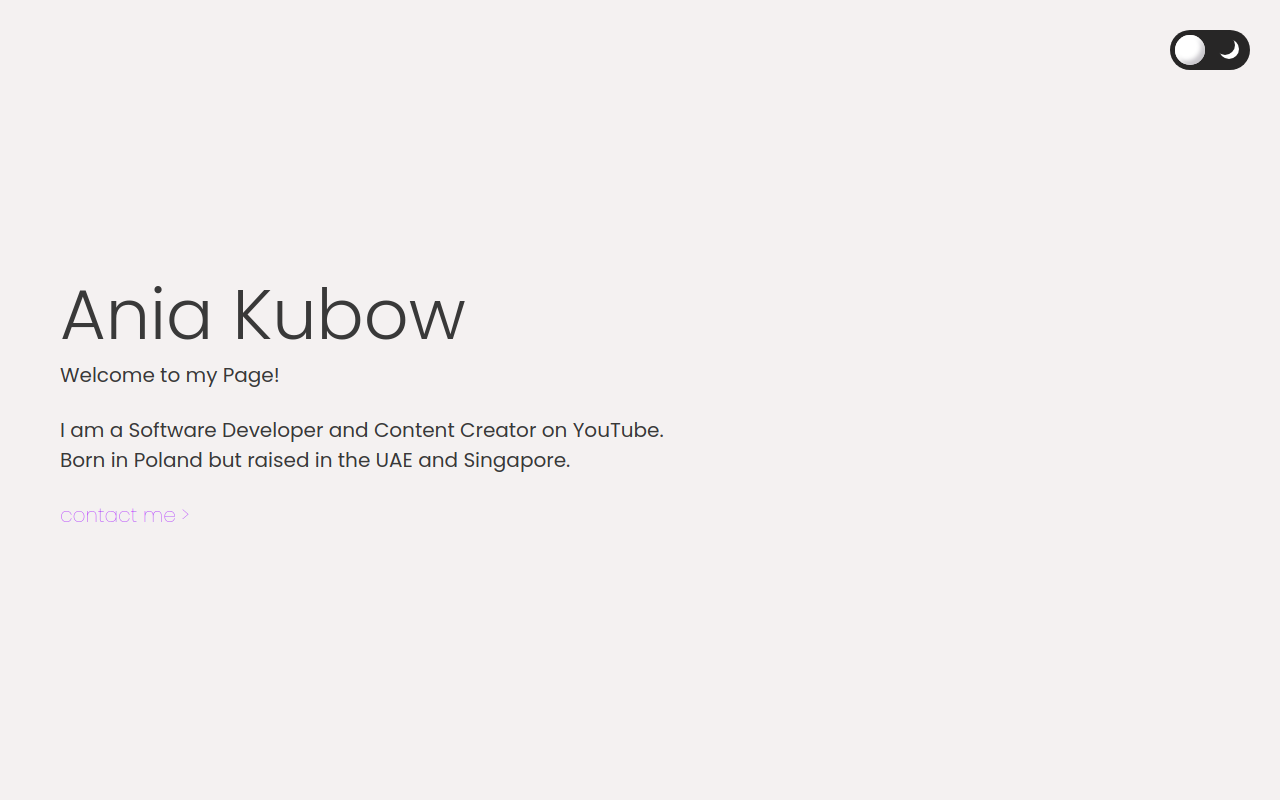 Ania Kubow
Welcome to my Page!
I am a Software Developer and Content Creator on YouTube.
Born in Poland but raised in the UAE and Singapore.
contact me >